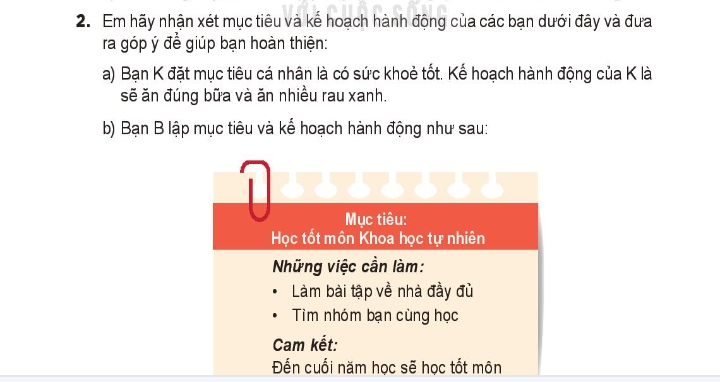 với cuộc sống
2. Em hãy nhận xét mục tiêu và kế hoạch hành động của các bạn dưới đây và đưa
ra góp ý để giúp bạn hoàn thiện:
a) Bạn K đặt mục tiêu cá nhân là có sức khoẻ tốt. Kế hoạch hành động của K là
sẽ ăn đúng bữa và ăn nhiều rau xanh.
b) Bạn B lập mục tiêu và kế hoạch hành động như sau:
Mục tiêu:
Học tốt môn Khoa học tự nhiên
Những việc cần làm:
• Làm bài tập về nhà đầy đủ
• Tìm nhóm bạn cùng học
Cam kết:
Đến cuối năm học sẽ học tốt môn